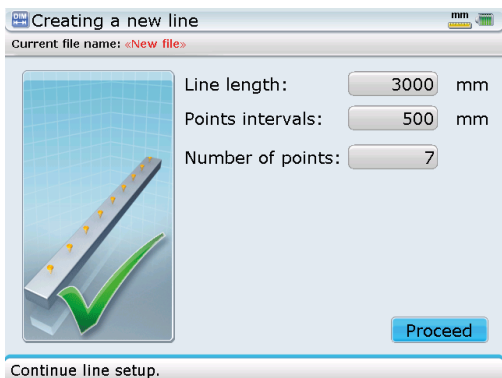 DIM
Creating a new line
mm
Current file name: «New file»
Line length: 3000 mm
Points intervals: 500 mm
Number of points: 7
Proceed
Continue line setup.